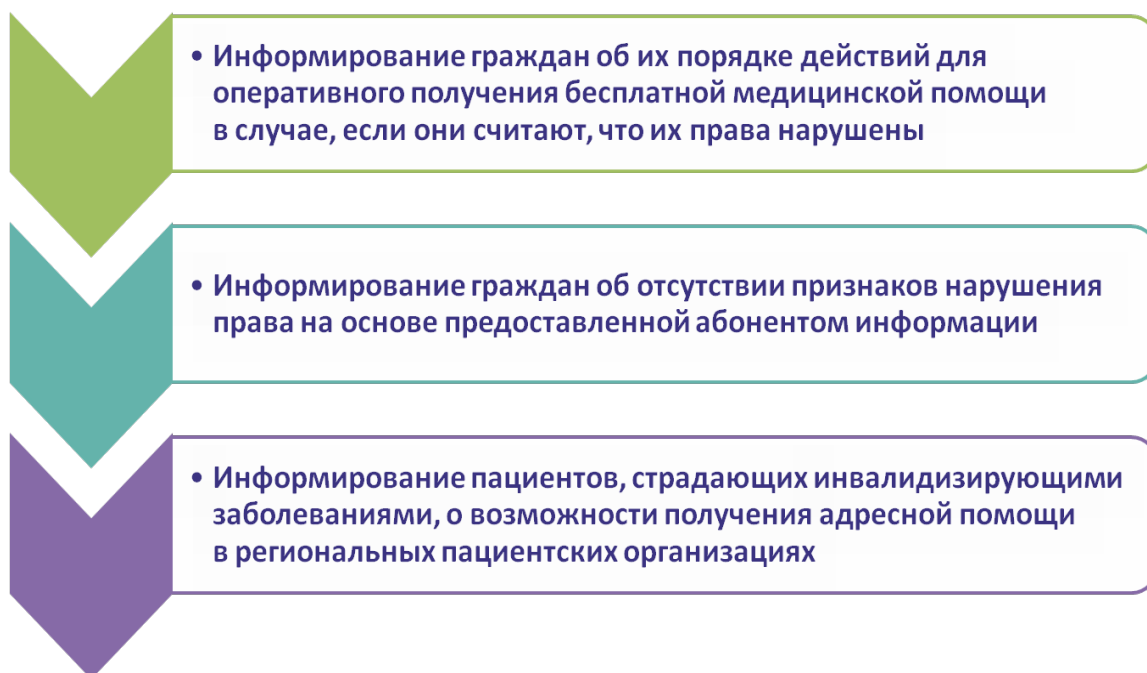 • Информирование граждан об их порядке действий для
оперативного получения бесплатной медицинской помощи
в случае, если они считают, что их права нарушены
• Информирование граждан об отсутствии признаков нарушения
права на основе предоставленной абонентом информации
• Информирование пациентов, страдающих инвалидизирующими
заболеваниями, о возможности получения адресной помощи
в региональных пациентских организациях